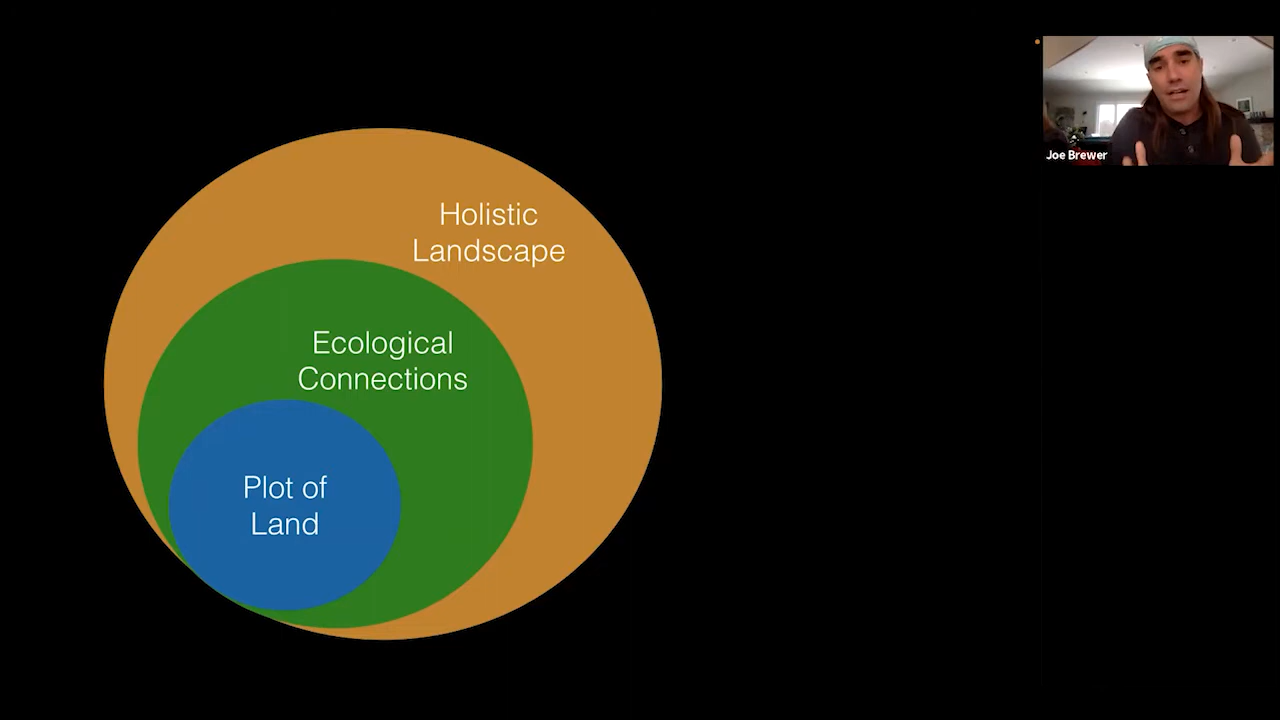 Holistic
Landscape
Ecological
Connections
Plot of
Land
Joe Brewer